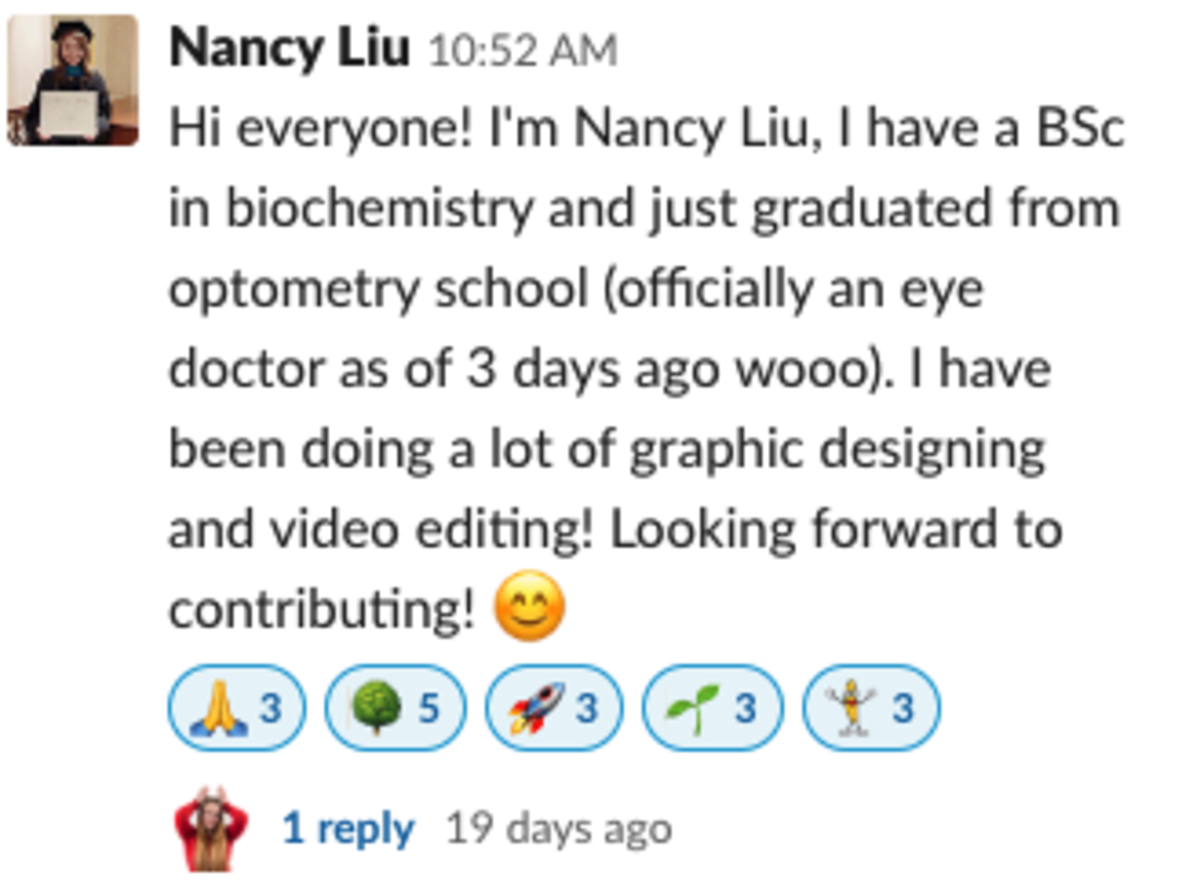 Nancy Liu 10:52 AM
Hi everyone! I'm Nancy Liu, I have a BSc
in biochemistry and just graduated from
optometry school (officially an eye
doctor as of 3 days ago wooo). I have
been doing a lot of graphic designing
and video editing! Looking forward to
contributing! 😊
🙏 3 🌳 5 🚀 3 🌱 3 3
1 reply 19 days ago